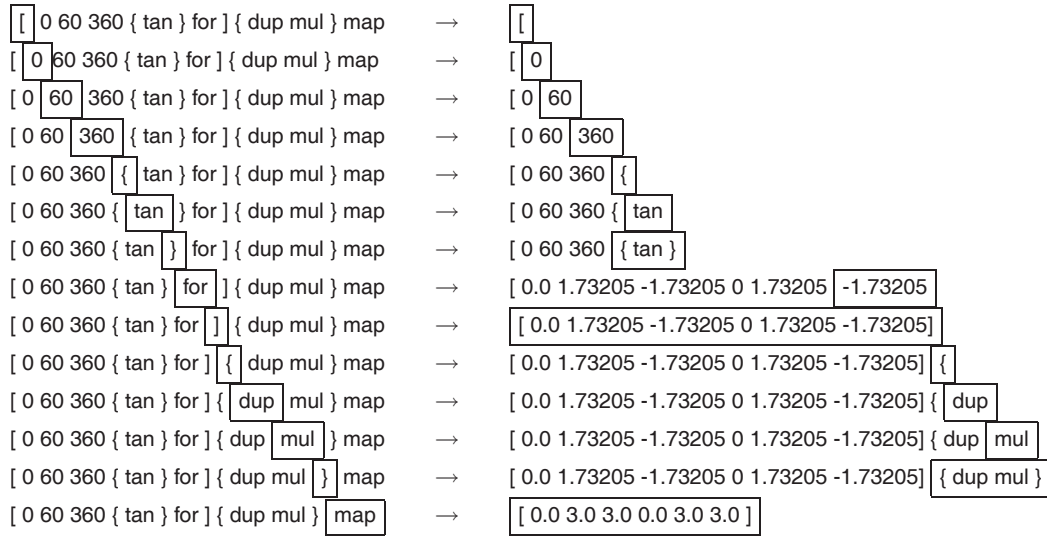 [ 0 60 360 { tan } for ] { dup mul } map → [
[ 0 60 360 { tan } for ] { dup mul } map → [ 0
[ 0 60 360 { tan } for ] { dup mul } map → [ 0 60
[ 0 60 360 { tan } for ] { dup mul } map → [ 0 60 360
[ 0 60 360 { tan } for ] { dup mul } map → [ 0 60 360 {
[ 0 60 360 { tan } for ] { dup mul } map → [ 0 60 360 { tan
[ 0 60 360 { tan } for ] { dup mul } map → [ 0 60 360 { tan }
[ 0 60 360 { tan } for ] { dup mul } map → [ 0.0 1.73205 -1.73205 0 1.73205 -1.73205
[ 0 60 360 { tan } for ] { dup mul } map → [ 0.0 1.73205 -1.73205 0 1.73205 -1.73205]
[ 0 60 360 { tan } for ] { dup mul } map → [ 0.0 1.73205 -1.73205 0 1.73205 -1.73205] {
[ 0 60 360 { tan } for ] { dup mul } map → [ 0.0 1.73205 -1.73205 0 1.73205 -1.73205] { dup
[ 0 60 360 { tan } for ] { dup mul } map → [ 0.0 1.73205 -1.73205 0 1.73205 -1.73205] { dup mul
[ 0 60 360 { tan } for ] { dup mul } map → [ 0.0 1.73205 -1.73205 0 1.73205 -1.73205] { dup mul }
[ 0 60 360 { tan } for ] { dup mul } map → [ 0.0 3.0 3.0 0.0 3.0 3.0 ]